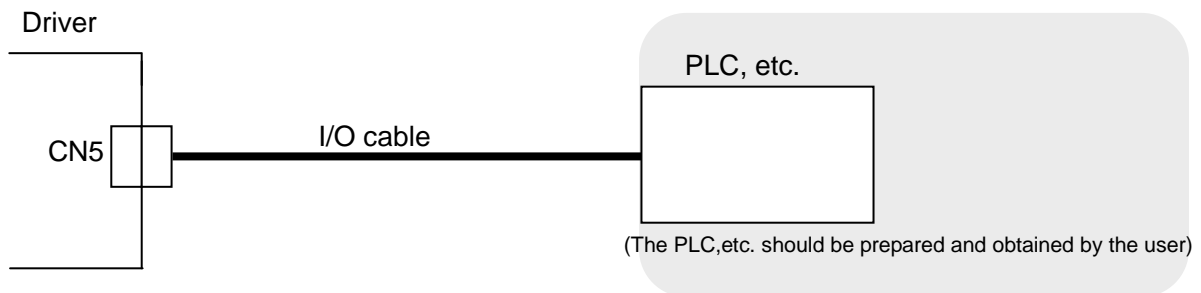 Driver
PLC, etc.
CN5
I/O cable
(The PLC,etc. should be prepared and obtained by the user)